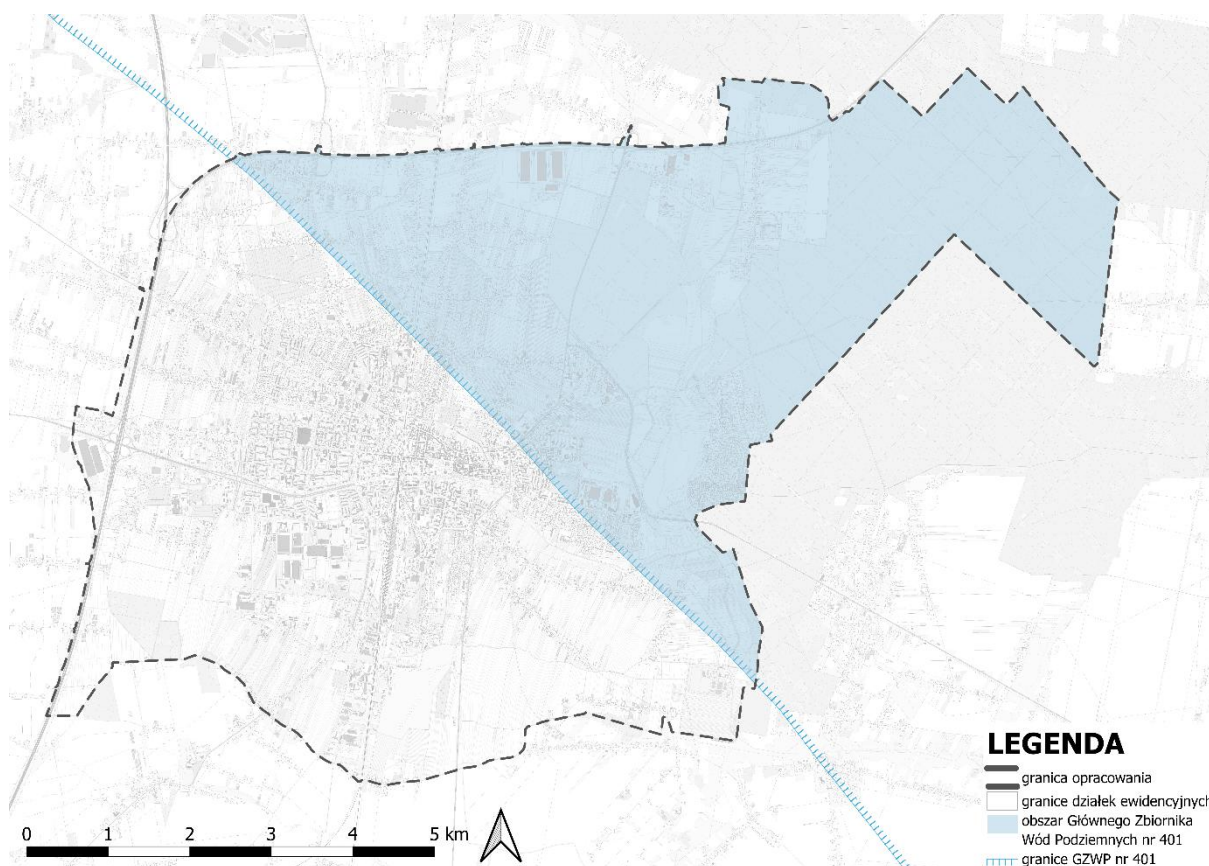 LEGENDA
granica opracowania
granice działek ewidencyjnych
obszar Głównego Zbiornika
Wód Podziemnych nr 401
granice GZWP nr 401
0 1 2 3 4 5 km